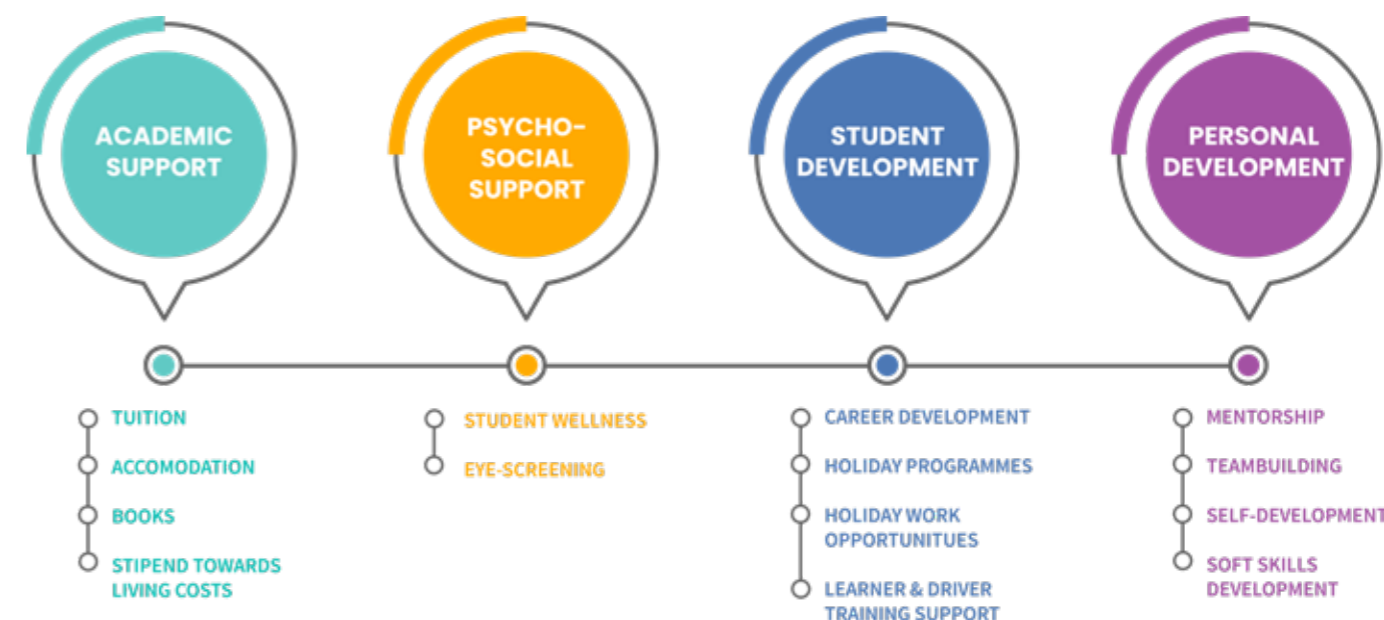 ACADEMIC
SUPPORT
PSYCHO-
SOCIAL
SUPPORT
STUDENT
DEVELOPMENT
PERSONAL
DEVELOPMENT
TUITION
ACCOMODATION
BOOKS
STIPEND TOWARDS
LIVING COSTS
STUDENT WELLNESS
EYE-SCREENING
CAREER DEVELOPMENT
HOLIDAY PROGRAMMES
HOLIDAY WORK
OPPORTUNITUES
LEARNER & DRIVER
TRAINING SUPPORT
MENTORSHIP
TEAMBUILDING
SELF-DEVELOPMENT
SOFT SKILLS
DEVELOPMENT